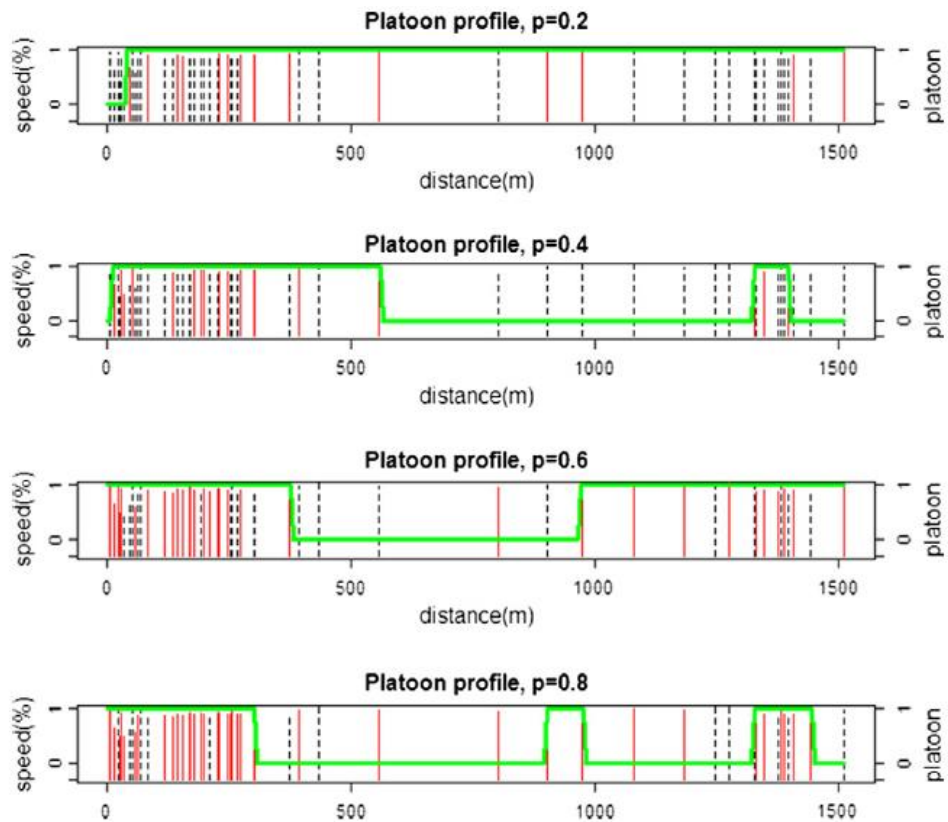 Platoon profile, p=0.2
speed(%)
0 1
0 1
platoon
0 500 1000 1500
distance(m)
Platoon profile, p=0.4
speed(%)
0 1
0 1
platoon
0 500 1000 1500
distance(m)
Platoon profile, p=0.6
speed(%)
0 1
0 1
platoon
0 500 1000 1500
distance(m)
Platoon profile, p=0.8
speed(%)
0 1
0 1
platoon
0 500 1000 1500